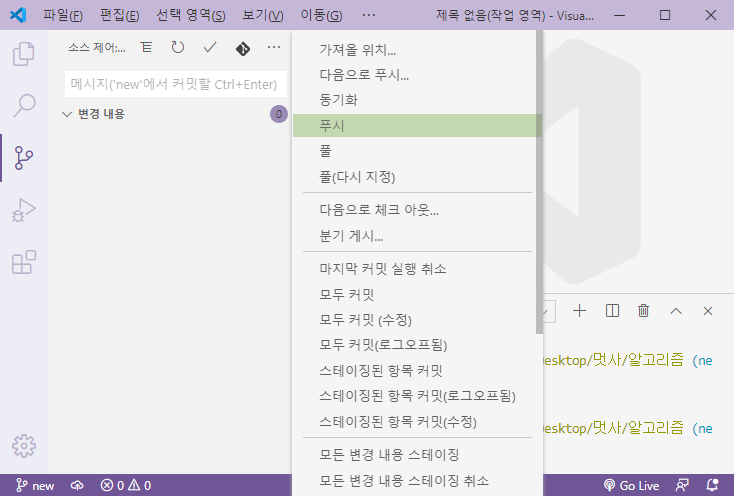 파일(F) 편집(E) 선택 영역(S) 보기(V) 이동(G) ··· 제목 없음(작업 영역) - Visua...
소스 제어:...
메시지('new'에서 커밋할 Ctrl+Enter)
변경 내용 0
가져올 위치...
다음으로 푸시...
동기화
푸시
풀
풀(다시 지정)
다음으로 체크 아웃...
분기 게시...
마지막 커밋 실행 취소
모두 커밋
모두 커밋 (수정)
모두 커밋(로그오프됨)
스테이징된 항목 커밋
스테이징된 항목 커밋(로그오프됨)
스테이징된 항목 커밋(수정)
모든 변경 내용 스테이징
모든 변경 내용 스테이징 취소
Desktop/멋사/알고리즘 (ne
Desktop/멋사/알고리즘 (ne
new 0 0 Go Live